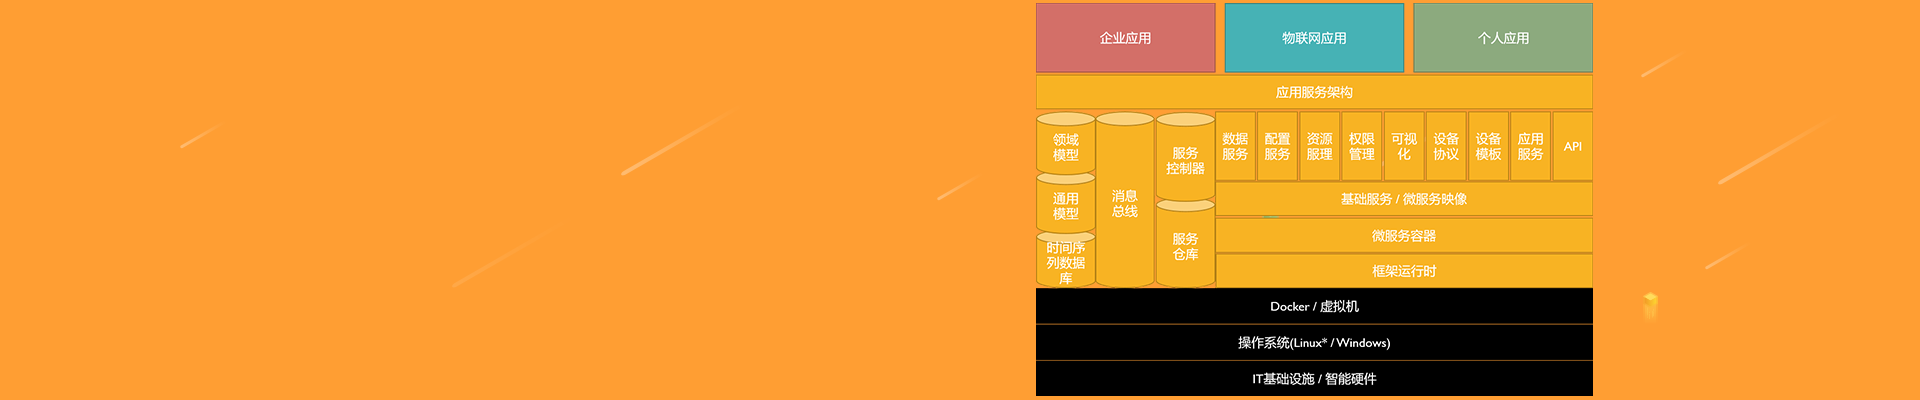 企业应用
物联网应用
个人应用
应用服务架构
领域
模型
通用
模型
时间序
列数据
库
消息
总线
服务
控制器
服务
仓库
数据
服务
配置
服务
资源
服理
权限
管理
可视
化
设备
协议
设备
模板
应用
服务
API
基础服务 / 微服务映像
微服务容器
框架运行时
Docker / 虚拟机
操作系统(Linux* / Windows)
IT基础设施 / 智能硬件